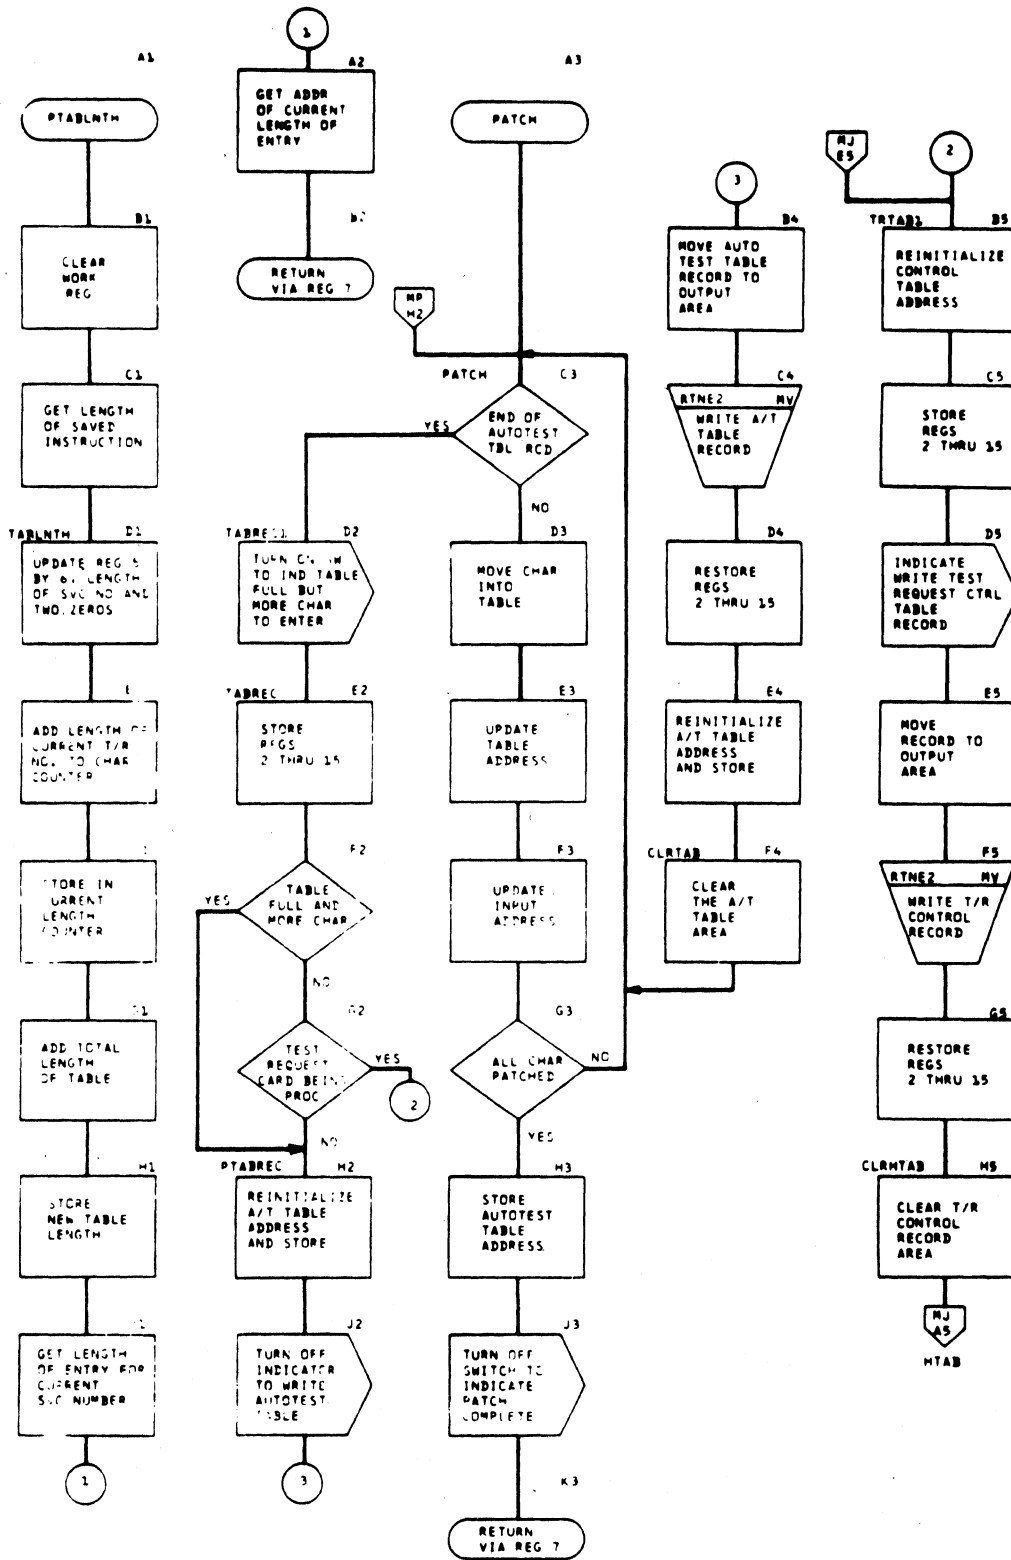 A1
PTABLNTH
B1
CLEAR
WORK
REG
C1
GET LENGTH
OF SAVED
INSTRUCTION
TABLNTH
D1
UPDATE REG 5
BY 6, LENGTH
OF SVC NO AND
TWO ZEROS
E
ADD LENGTH OF
CURRENT T/R
NO. TO CHAR
COUNTER
STORE IN
CURRENT
LENGTH
COUNTER
G1
ADD TOTAL
LENGTH
OF TABLE
H1
STORE
NEW TABLE
LENGTH
J1
GET LENGTH
OF ENTRY FOR
CURRENT
SVC NUMBER
1
1
A2
GET ADDR
OF CURRENT
LENGTH OF
ENTRY
B2
RETURN
VIA REG 7
YES
TABREC1
D2
TURN ON SW
TO IND TABLE
FULL BUT
MORE CHAR
TO ENTER
TABREC
E2
STORE
REGS
2 THRU 15
F2
TABLE
FULL AND
MORE CHAR
YES
NO
G2
TEST
REQUEST
CARD BEING
PROC
YES
2
NO
PTABREC
H2
REINITIALIZE
A/T TABLE
ADDRESS
AND STORE
J2
TURN OFF
INDICATOR
TO WRITE
AUTOTEST
TABLE
3
A3
PATCH
MP
H2
PATCH
C3
END OF
AUTOTEST
TBL RCD
NO
D3
MOVE CHAR
INTO
TABLE
E3
UPDATE
TABLE
ADDRESS
F3
UPDATE
INPUT
ADDRESS
G3
ALL CHAR
PATCHED
NO
YES
H3
STORE
AUTOTEST
TABLE
ADDRESS
J3
TURN OFF
SWITCH TO
INDICATE
PATCH
COMPLETE
K3
RETURN
VIA REG 7
3
B4
MOVE AUTO
TEST TABLE
RECORD TO
OUTPUT
AREA
C4
RTNE2 MV
WRITE A/T
TABLE
RECORD
D4
RESTORE
REGS
2 THRU 15
E4
REINITIALIZE
A/T TABLE
ADDRESS
AND STORE
CLRTAB
F4
CLEAR
THE A/T
TABLE
AREA
MJ
E5
2
TRTAB1
B5
REINITIALIZE
CONTROL
TABLE
ADDRESS
C5
STORE
REGS
2 THRU 15
D5
INDICATE
WRITE TEST
REQUEST CTRL
TABLE
RECORD
E5
MOVE
RECORD TO
OUTPUT
AREA
F5
RTNE2 MV
WRITE T/R
CONTROL
RECORD
G5
RESTORE
REGS
2 THRU 15
CLRHTAB
H5
CLEAR T/R
CONTROL
RECORD
AREA
MJ
A5
HTAB